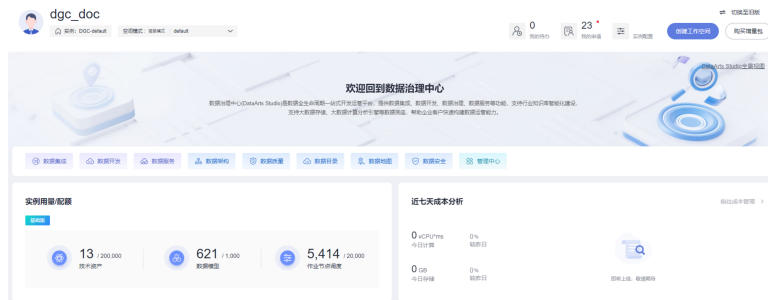 dgc_doc
切换至旧版
实例: DGC-default 空间模式: 简单模式 default
0 我的待办
23 我的申请
实例配置
创建工作空间
购买增量包
DataArts Studio全景视图
欢迎回到数据治理中心
数据治理中心(DataArts Studio)是数据全生命周期一站式开发运营平台，提供数据集成、数据开发、数据治理、数据服务等功能，支持行业知识库智能化建设，
支持大数据存储、大数据计算分析引擎等数据底座，帮助企业客户快速构建数据运营能力。
数据集成 数据开发 数据服务 数据架构 数据质量 数据目录 数据地图 数据安全 管理中心
实例用量/配额
基础版
13 / 200,000
技术资产
621 / 1,000
数据模型
5,414 / 20,000
作业节点调度
近七天成本分析
0 vCPU*ms
今日计算
0%
较昨日
0 GB
今日存储
0%
较昨日
即将上线，敬请期待